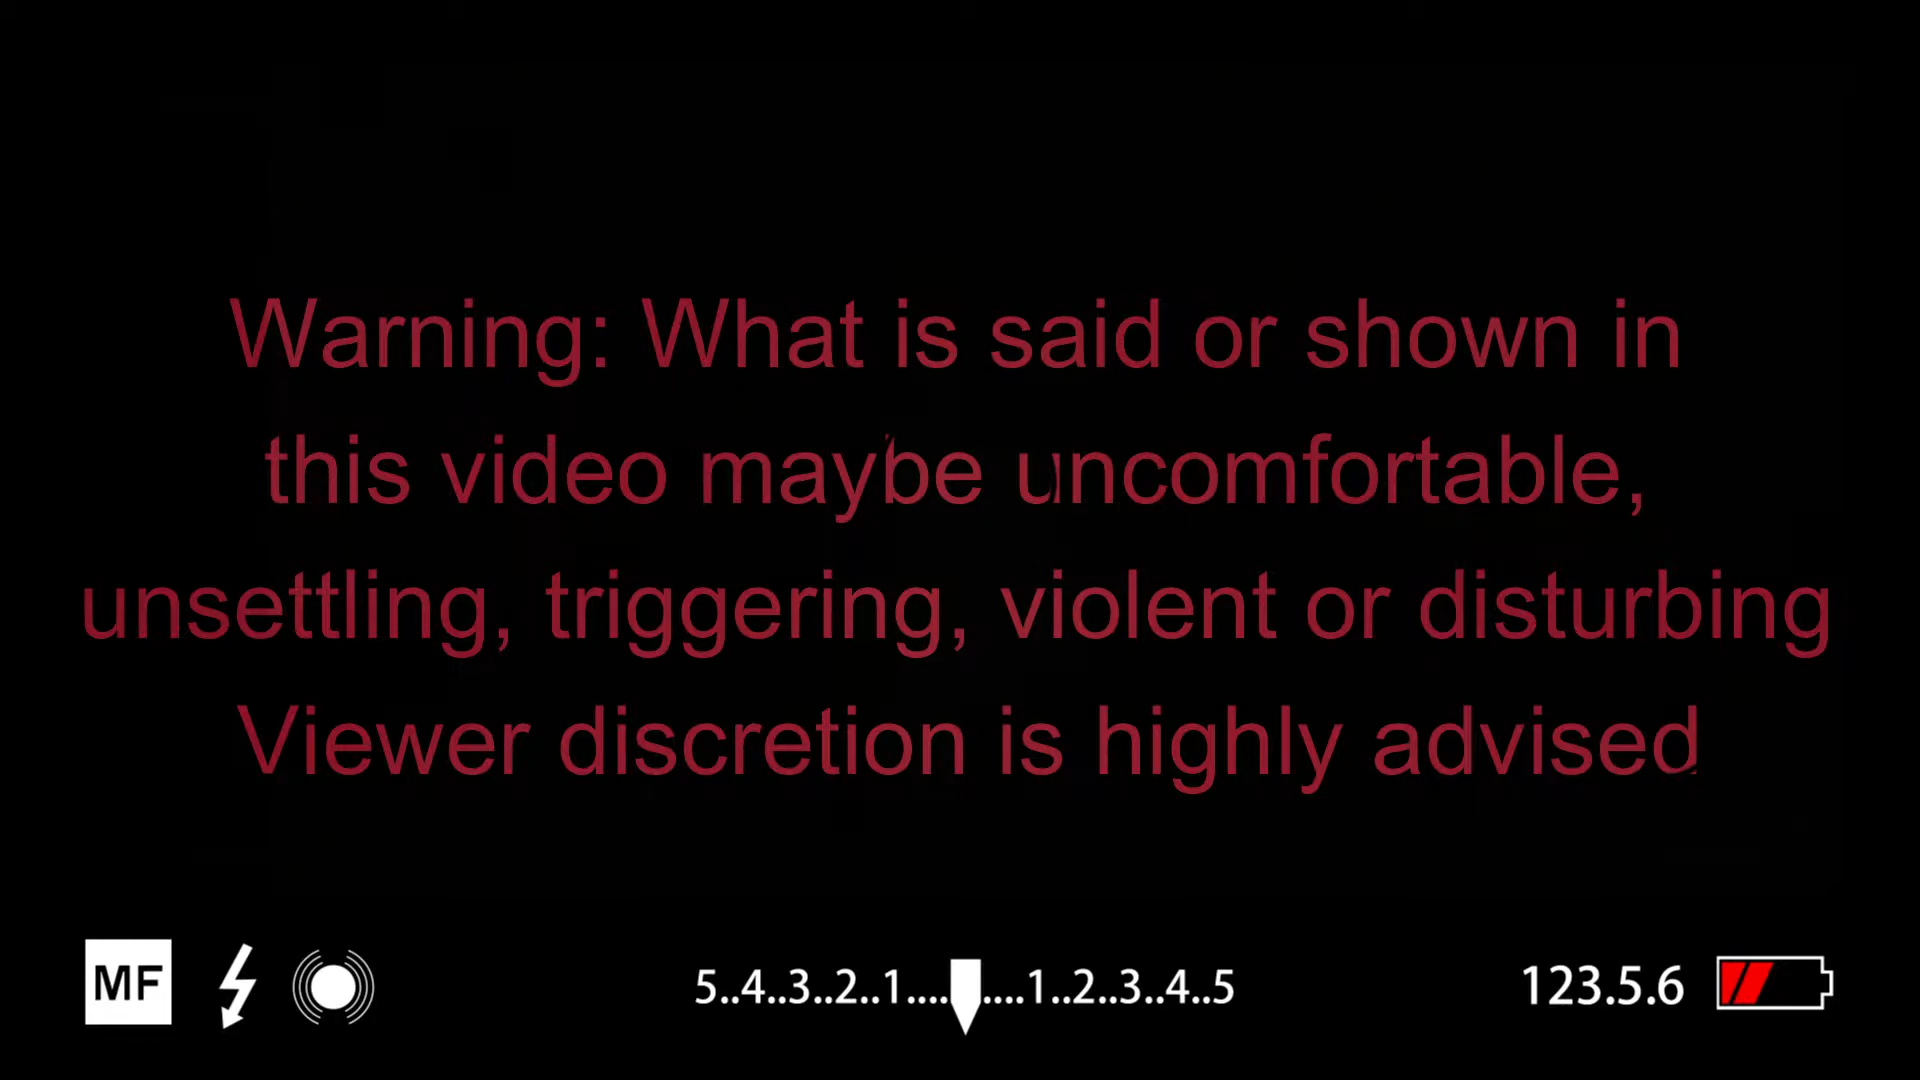 Warning: What is said or shown in
this video maybe uncomfortable,
unsettling, triggering, violent or disturbing
Viewer discretion is highly advised
MF 5..4..3..2..1.... ....1..2..3..4..5 123.5.6